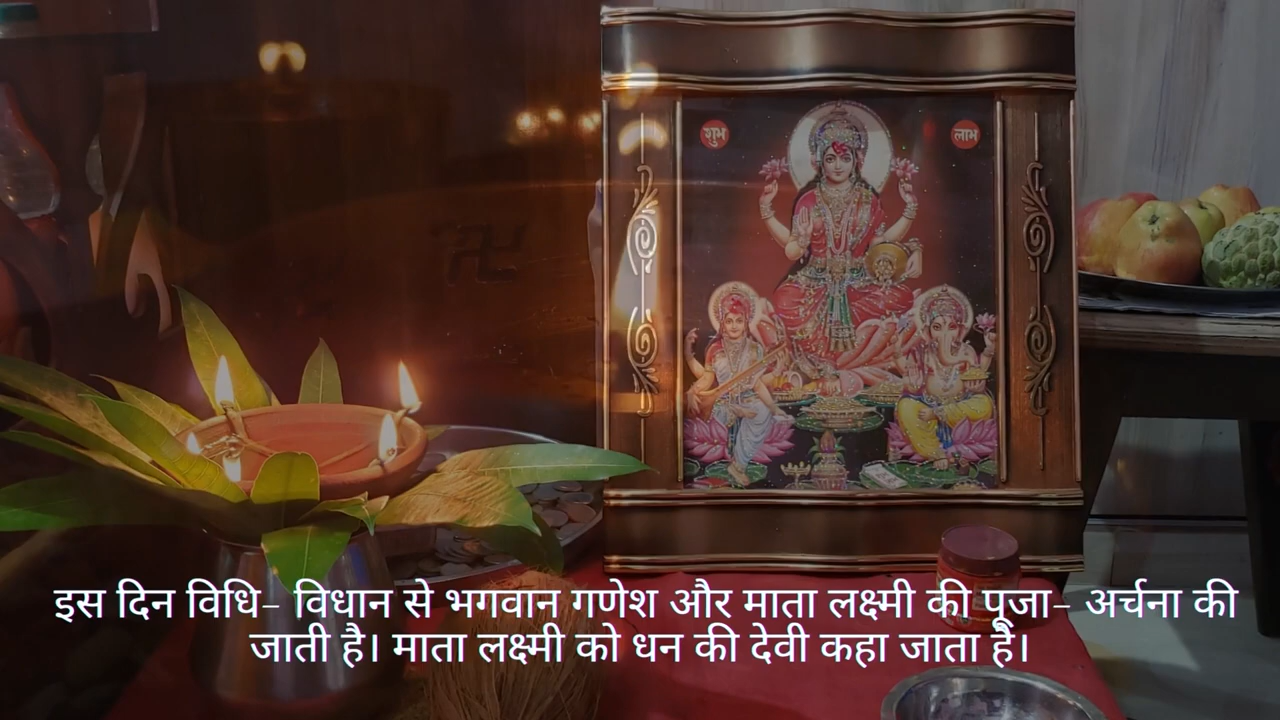 शुभ
लाभ
इस दिन विधि- विधान से भगवान गणेश और माता लक्ष्मी की पूजा- अर्चना की
जाती है। माता लक्ष्मी को धन की देवी कहा जाता है।